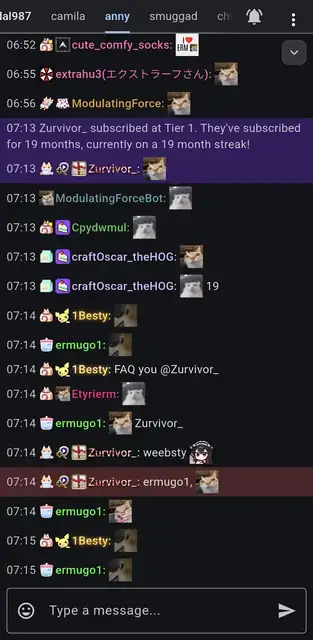 dal987 camila anny smuggad ch
06:52 cute_comfy_socks: I ERM
06:55 extrahu3(エクストラーフさん):
06:56 ModulatingForce:
07:13 Zurvivor_ subscribed at Tier 1. They've subscribed
for 19 months, currently on a 19 month streak!
07:13 Zurvivor_:
07:13 ModulatingForceBot:
07:13 Cpydwmul:
07:13 craftOscar_theHOG:
07:13 craftOscar_theHOG: 19
07:14 1Besty:
07:14 ermugo1:
07:14 1Besty: FAQ you @Zurvivor_
07:14 Etyrierm:
07:14 ermugo1: Zurvivor_
07:14 Zurvivor_: weebsty
07:14 Zurvivor_: ermugo1,
07:14 ermugo1:
07:15 1Besty:
07:15 ermugo1:
Type a message...